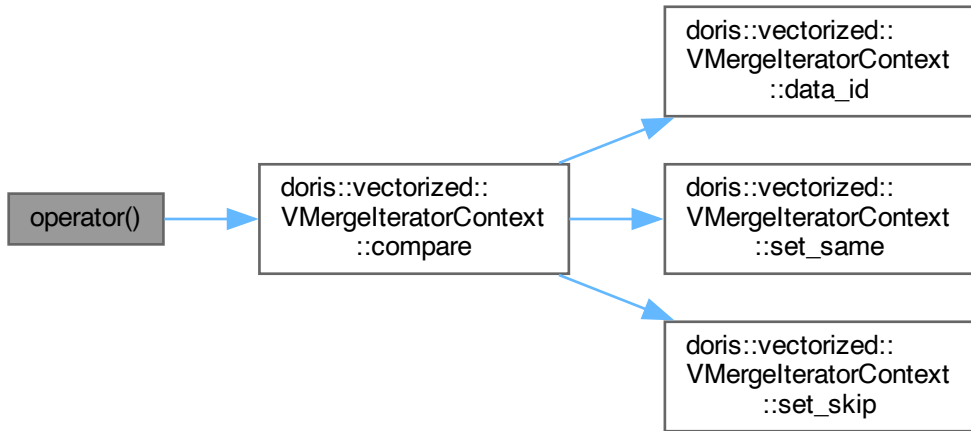 operator()
doris::vectorized::
VMergeIteratorContext
::compare
doris::vectorized::
VMergeIteratorContext
::data_id
doris::vectorized::
VMergeIteratorContext
::set_same
doris::vectorized::
VMergeIteratorContext
::set_skip